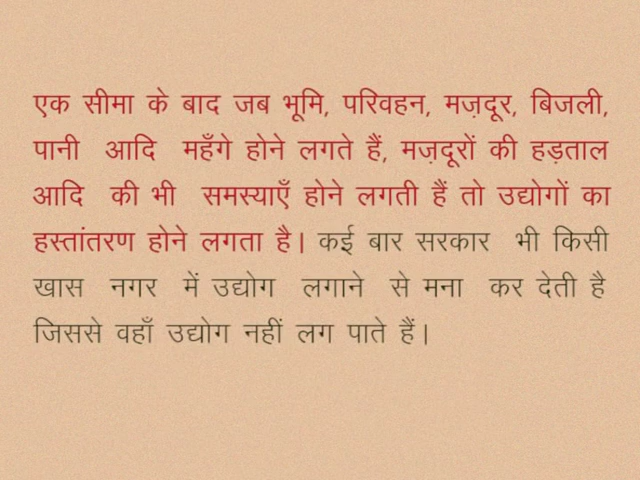 एक सीमा के बाद जब भूमि, परिवहन, मज़दूर, बिजली,
पानी आदि महँगे होने लगते हैं, मज़दूरों की हड़ताल
आदि की भी समस्याएँ होने लगती हैं तो उद्योगों का
हस्तांतरण होने लगता है। कई बार सरकार भी किसी
खास नगर में उद्योग लगाने से मना कर देती है
जिससे वहाँ उद्योग नहीं लग पाते हैं।